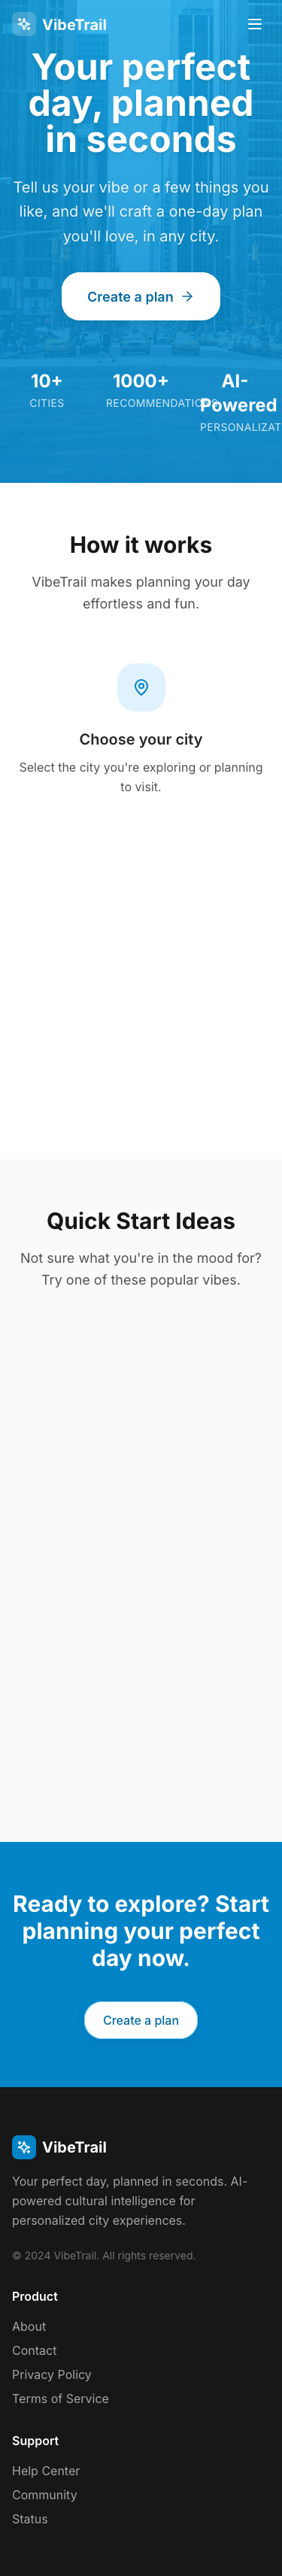 VibeTrail
Your perfect
day, planned
in seconds
Tell us your vibe or a few things you
like, and we'll craft a one-day plan
you'll love, in any city.
Create a plan
10+
CITIES
1000+
RECOMMENDATIONS
AI-
Powered
PERSONALIZAT
How it works
VibeTrail makes planning your day
effortless and fun.
Choose your city
Select the city you're exploring or planning
to visit.
Quick Start Ideas
Not sure what you're in the mood for?
Try one of these popular vibes.
Ready to explore? Start
planning your perfect
day now.
Create a plan
VibeTrail
Your perfect day, planned in seconds. AI-
powered cultural intelligence for
personalized city experiences.
© 2024 VibeTrail. All rights reserved.
Product
About
Contact
Privacy Policy
Terms of Service
Support
Help Center
Community
Status